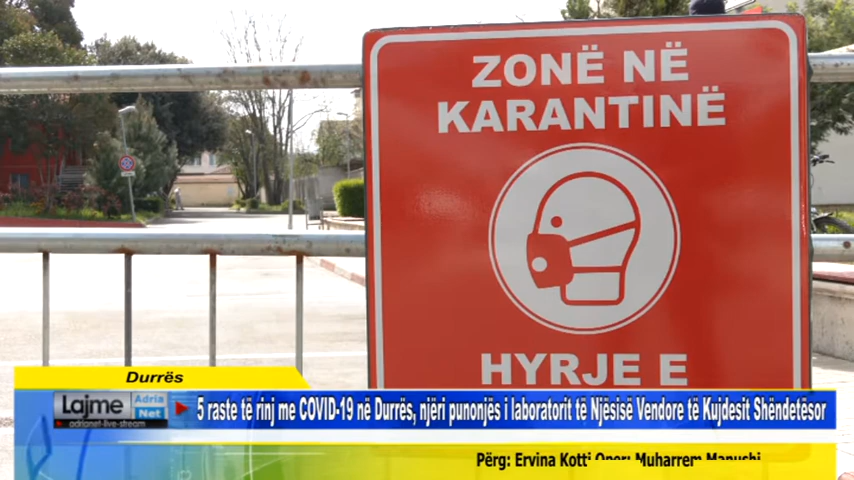 ZONË NË
KARANTINË
HYRJE E
Durrës
Lajme Adria Net
adrianet-live-stream
5 raste të rinj me COVID-19 në Durrës, njëri punonjës i laboratorit të Njësisë Vendore të Kujdesit Shëndetësor
Përg: Ervina Kotti Oper: Muharrem Manushi